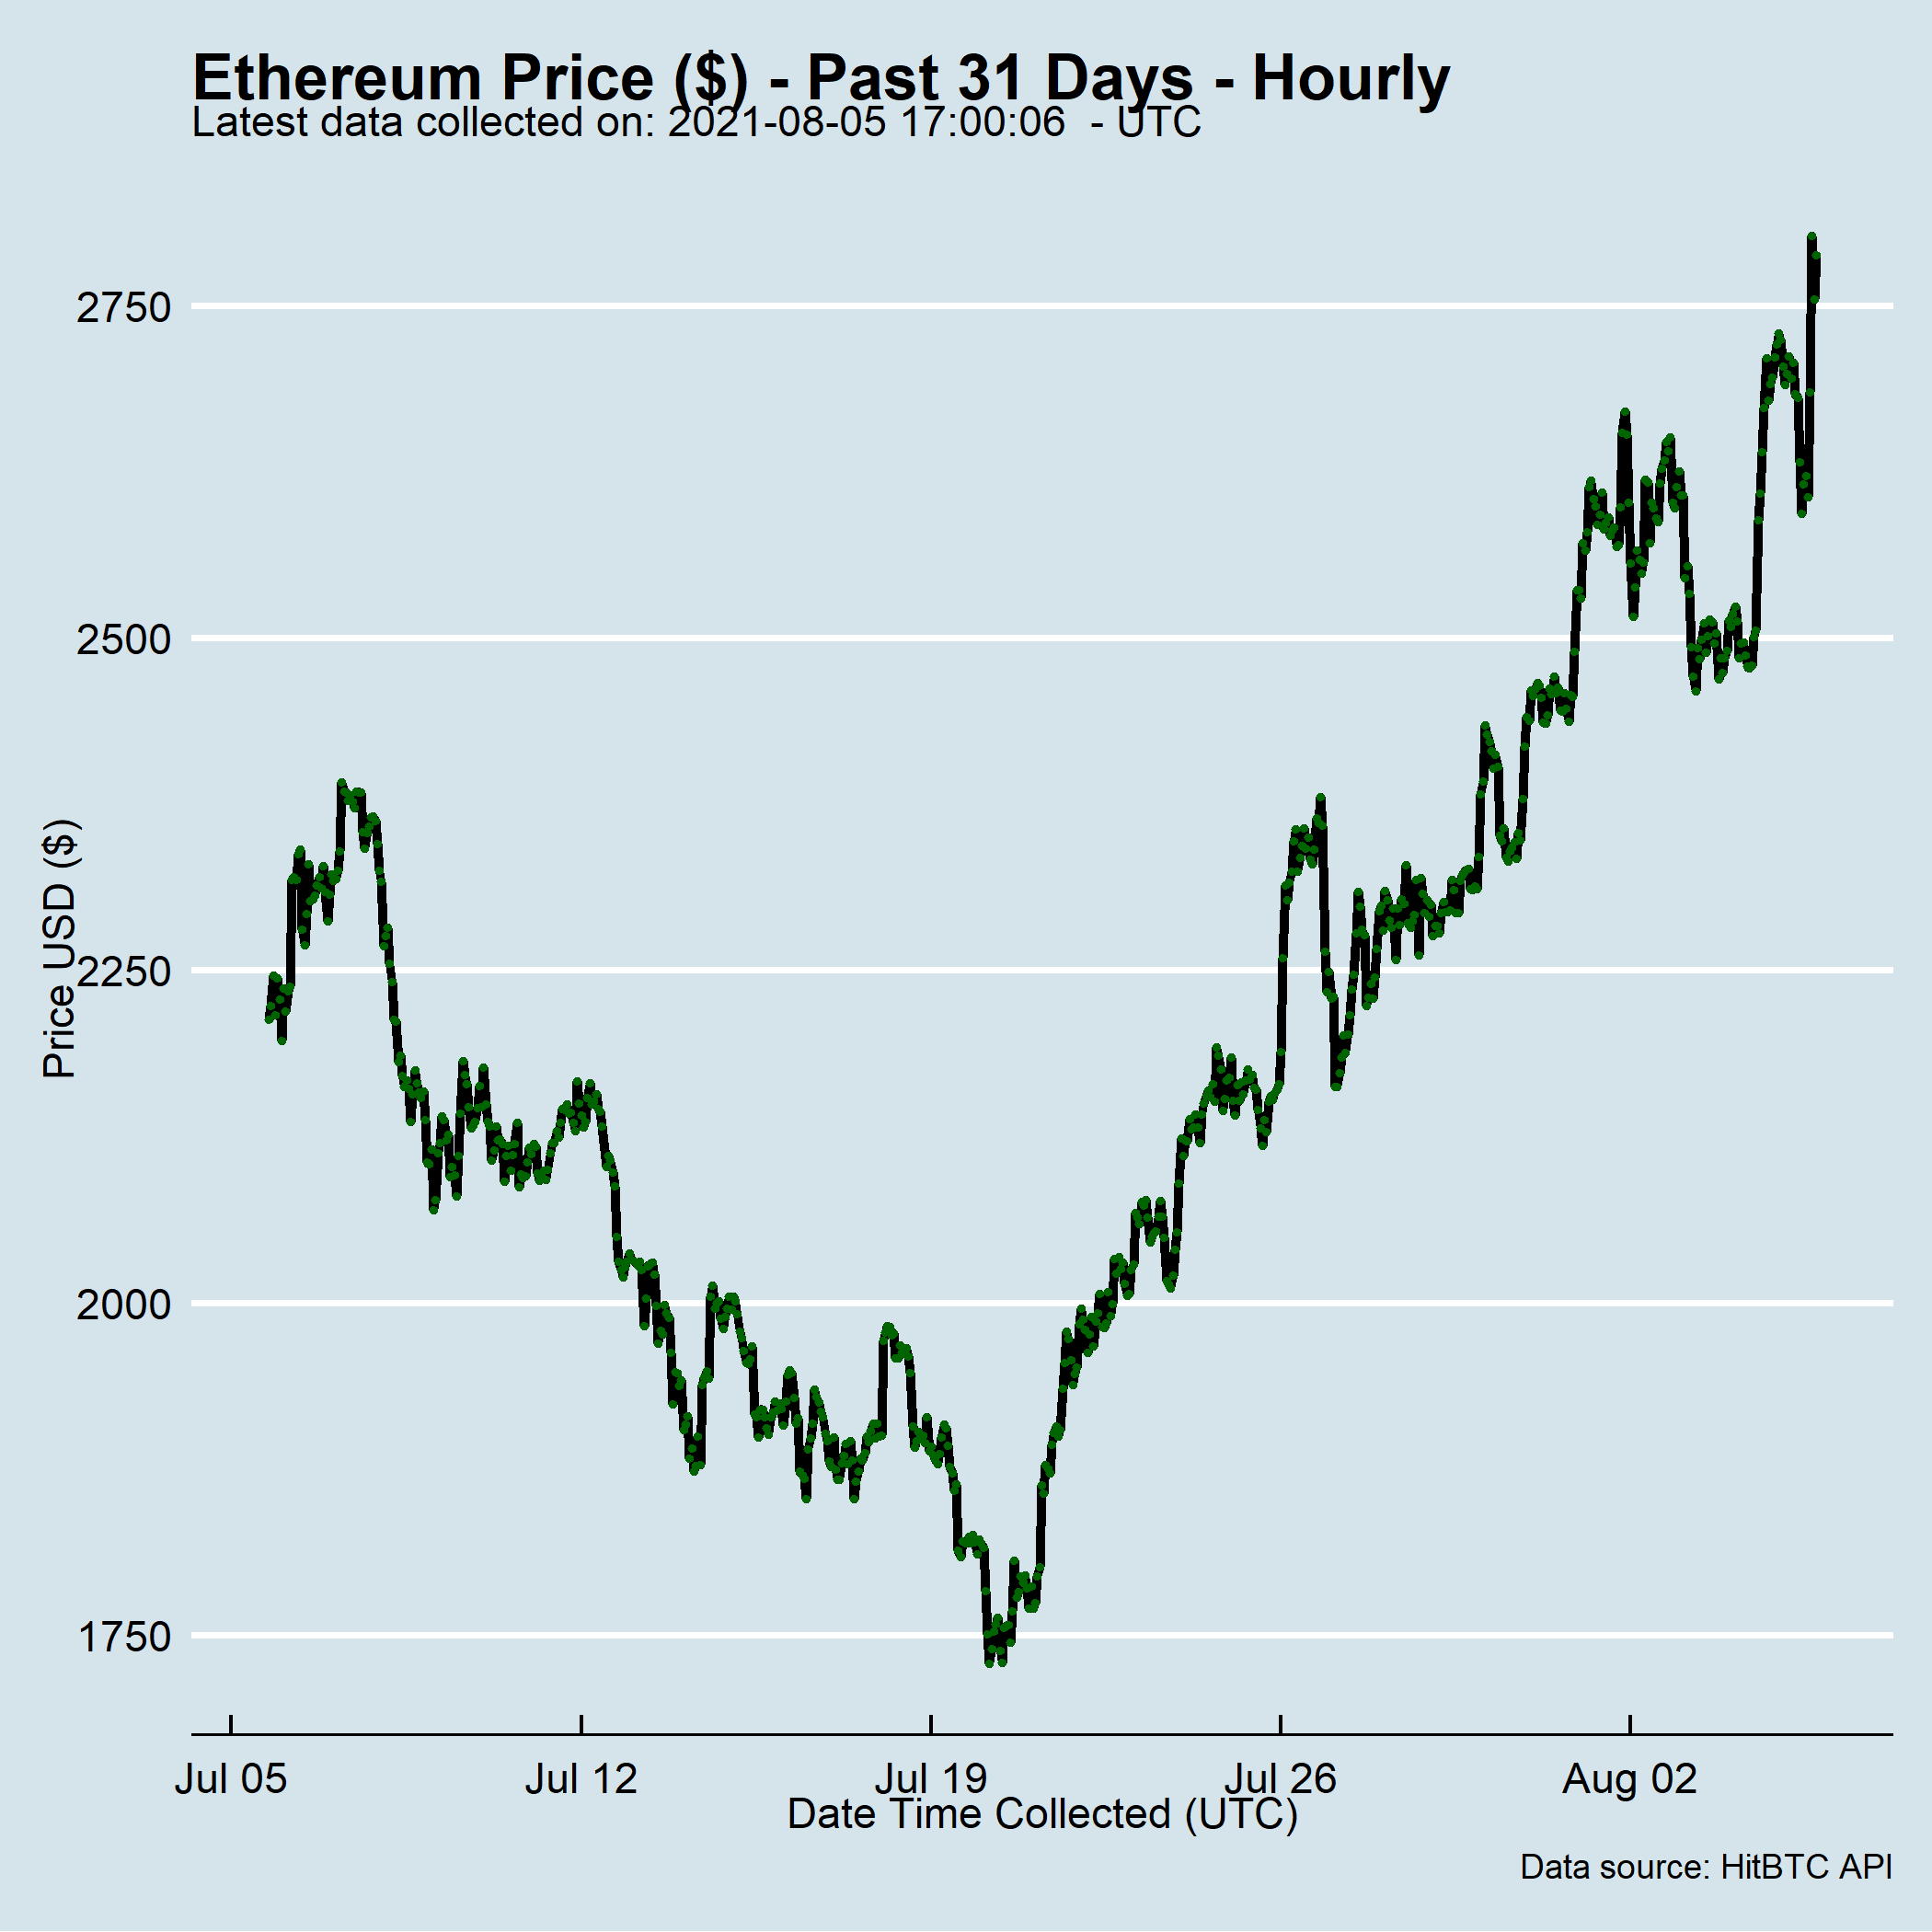 Ethereum Price ($) - Past 31 Days - Hourly
Latest data collected on: 2021-08-05 17:00:06  - UTC
2750
2500
2250
2000
1750
Price USD ($)
Jul 05
Jul 12
Jul 19
Jul 26
Aug 02
Date Time Collected (UTC)
Data source: HitBTC API